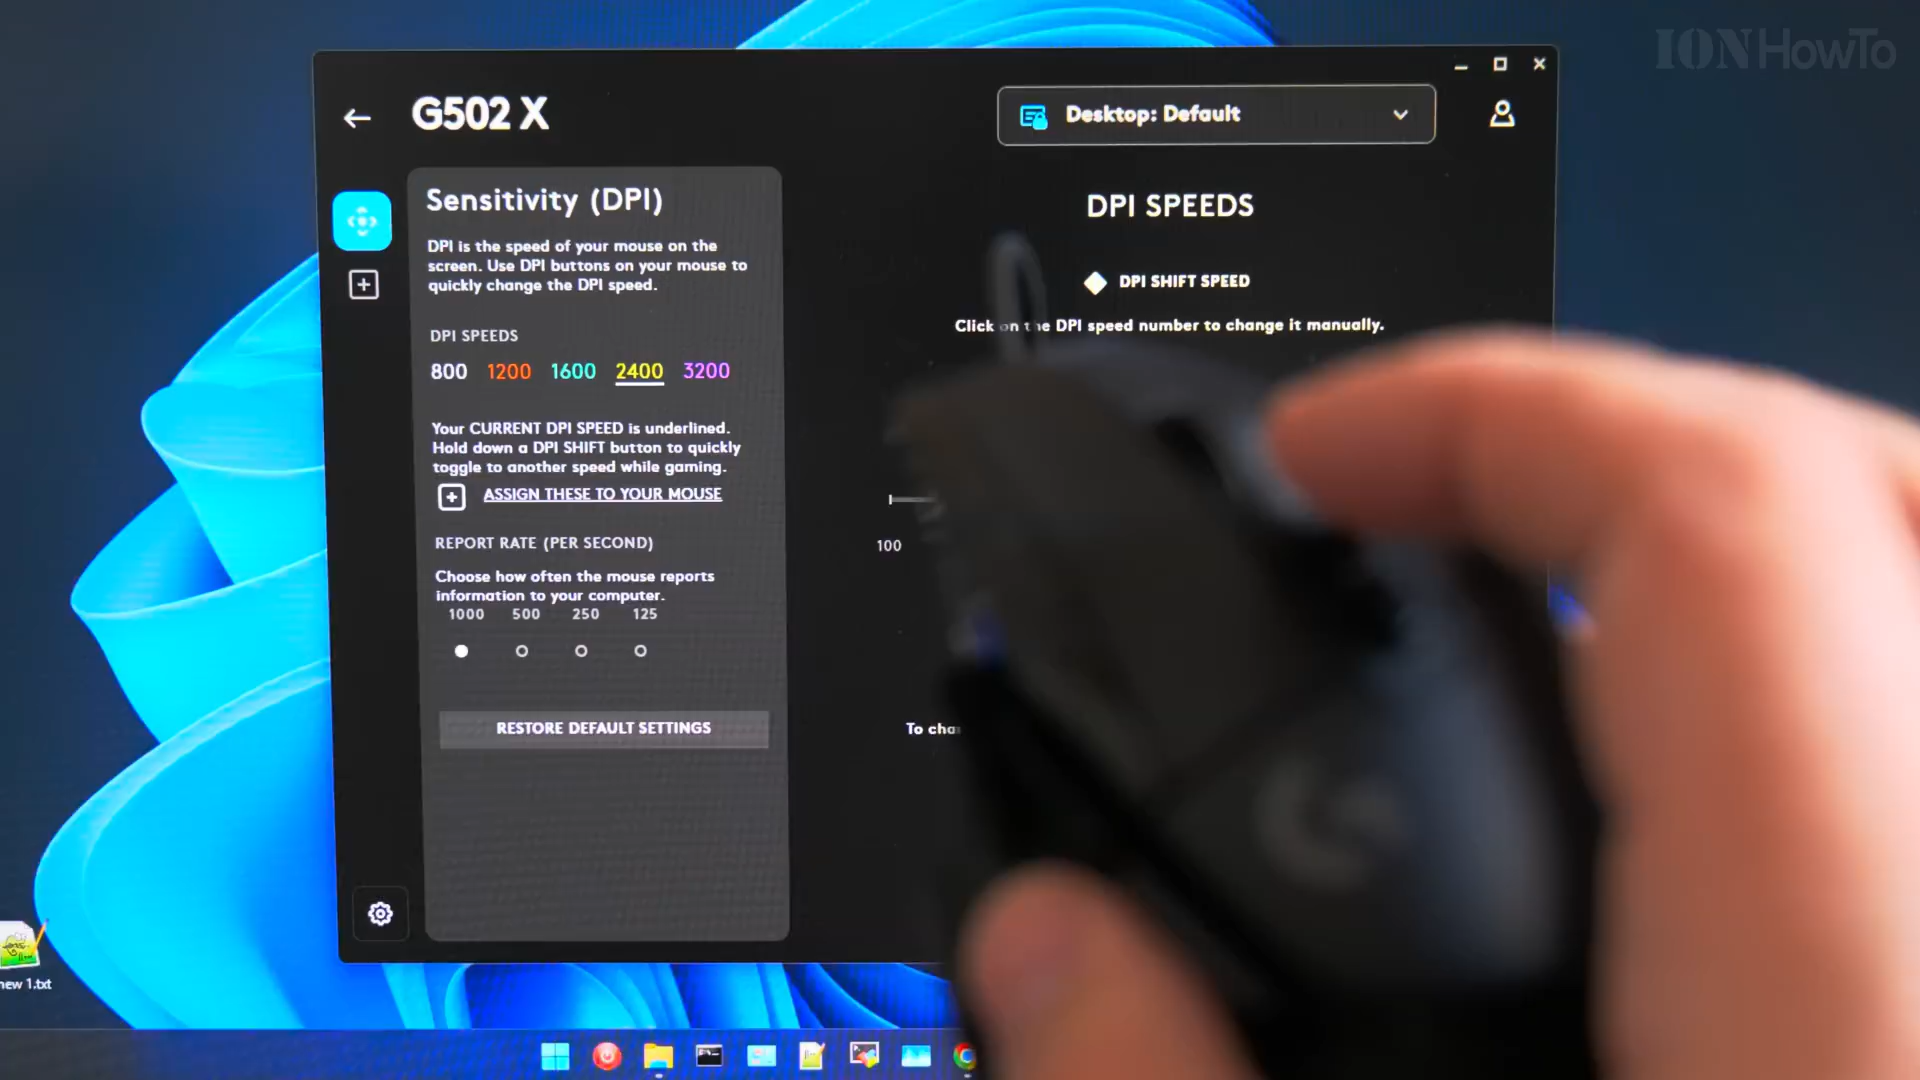 IONHowTo
G502 X
Desktop: Default
Sensitivity (DPI)
DPI is the speed of your mouse on the
screen. Use DPI buttons on your mouse to
quickly change the DPI speed.
DPI SPEEDS
800 1200 1600 2400 3200
Your CURRENT DPI SPEED is underlined.
Hold down a DPI SHIFT button to quickly
toggle to another speed while gaming.
ASSIGN THESE TO YOUR MOUSE
REPORT RATE (PER SECOND)
Choose how often the mouse reports
information to your computer.
1000 500 250 125
RESTORE DEFAULT SETTINGS
DPI SPEEDS
DPI SHIFT SPEED
Click on the DPI speed number to change it manually.
100
To cha
new 1.txt